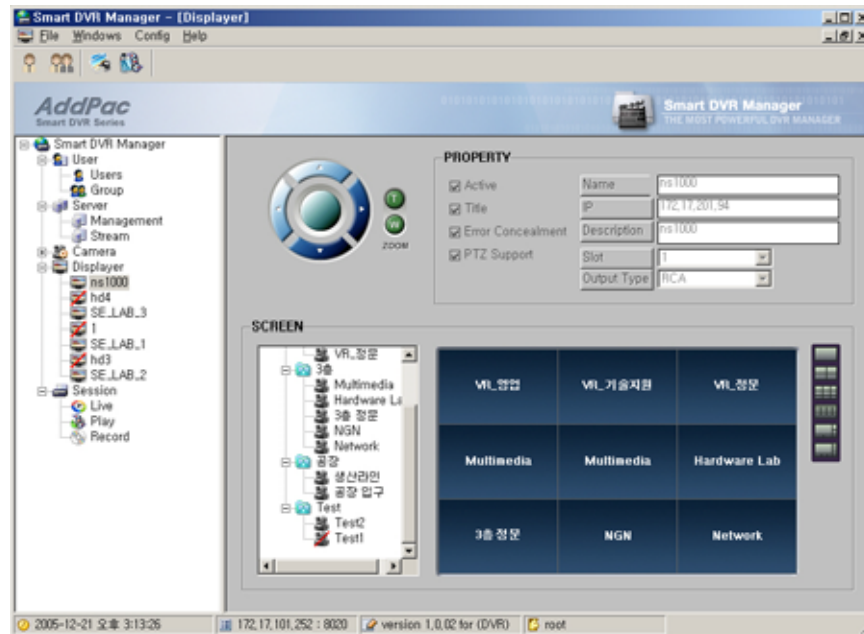 Smart DVR Manager - [Displayer]
File Windows Config Help
AddPac
Smart DVR Series
Smart DVR Manager
THE MOST POWERFUL DVR MANAGER
Smart DVR Manager
User
Users
Group
Server
Management
Stream
Camera
Displayer
ns1000
hd4
SE_LAB_3
1
SE_LAB_1
hd3
SE_LAB_2
Session
Live
Play
Record
T
W
ZOOM
PROPERTY
Active
Title
Error Concealment
PTZ Support
Name ns1000
IP 172,17,201,94
Description ns1000
Slot 1
Output Type RCA
SCREEN
VR_정문
3층
Multimedia
Hardware La
3층 정문
NGN
Network
공장
생산라인
공장 입구
Test
Test2
Test1
VR_영업 VR_기술지원 VR_정문
Multimedia Multimedia Hardware Lab
3층 정문 NGN Network
2005-12-21 오후 3:13:26 172,17,101,252 : 8020 version 1,0,02 for (DVR) root